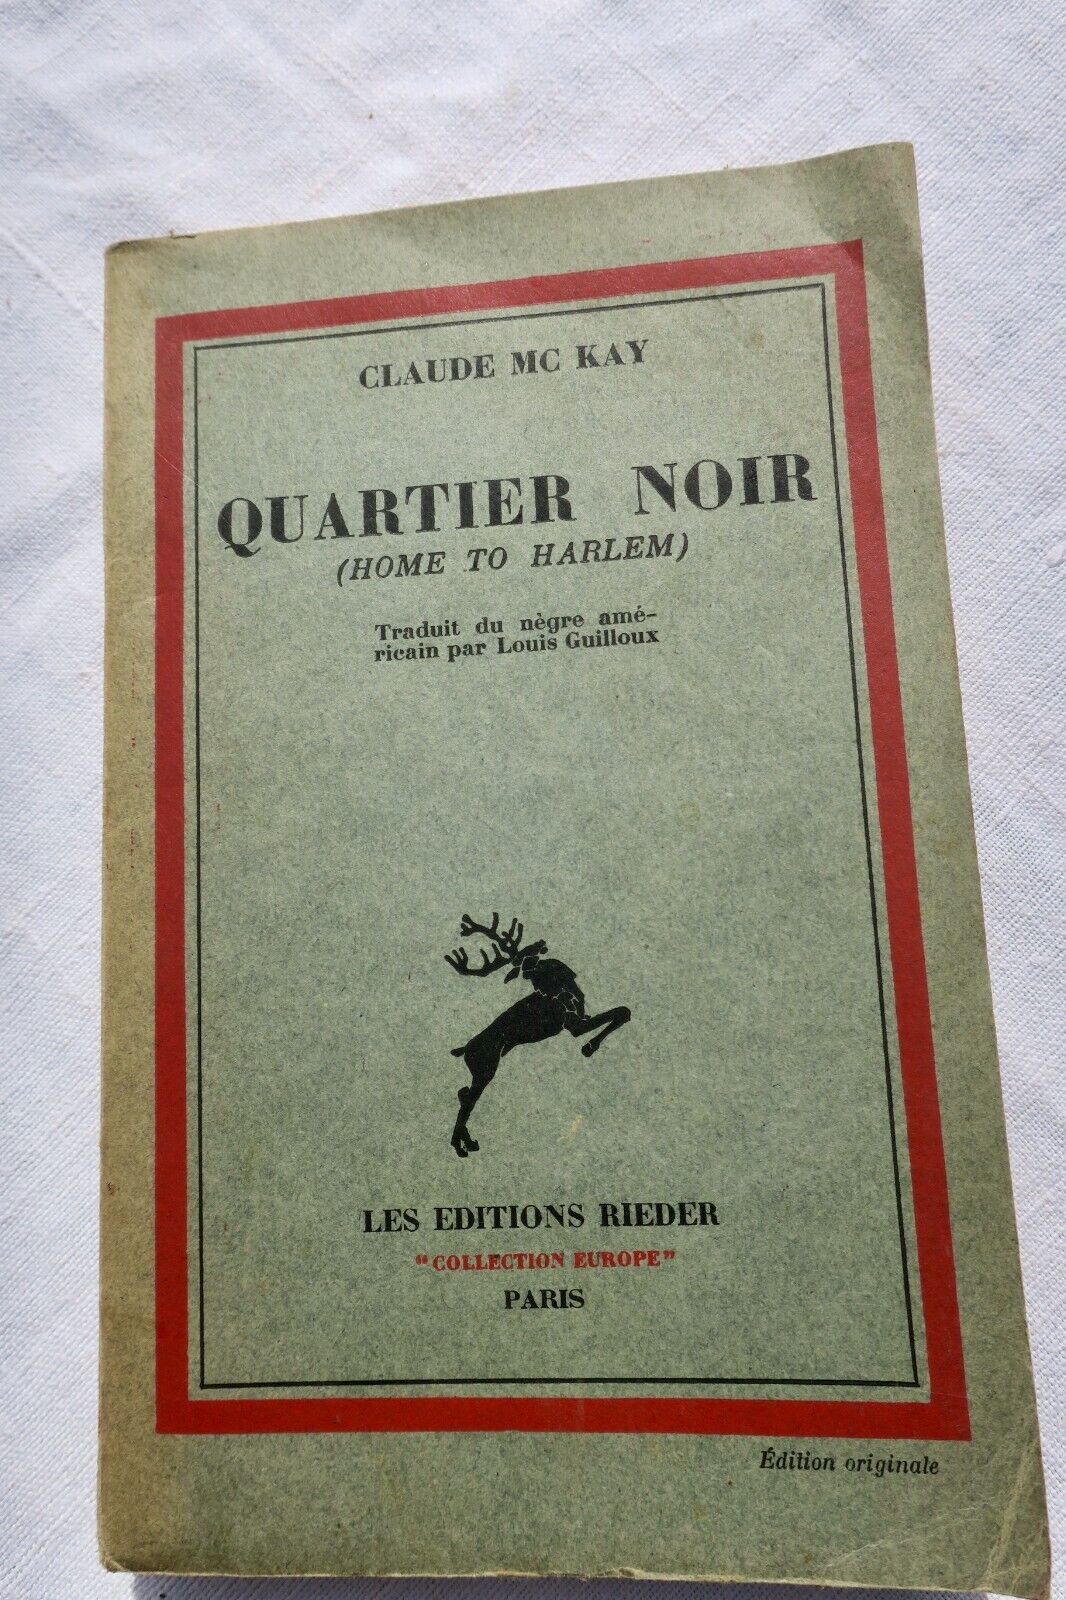 CLAUDE MC KAY
QUARTIER NOIR
(HOME TO HARLEM)
Traduit du nègre amé-
ricain par Louis Guilloux
LES EDITIONS RIEDER
"COLLECTION EUROPE"
PARIS
Édition originale